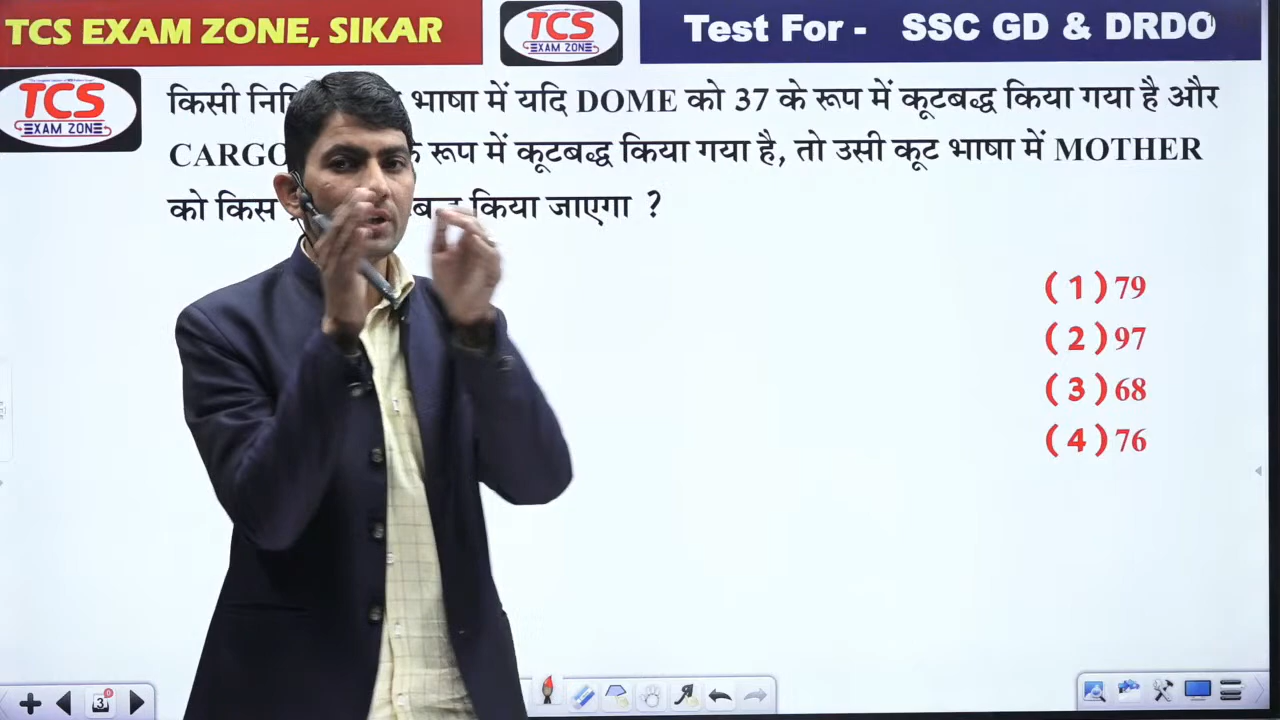 TCS EXAM ZONE, SIKAR
TCS
EXAM ZONE
Test For - SSC GD & DRDO
TCS
EXAM ZONE
किसी भाषा में यदि DOME को 37 के रूप में कूटबद्ध किया गया है और
CARGO रूप में कूटबद्ध किया गया है, तो उसी कूट भाषा में MOTHER
को किस किया जाएगा ?
( 1 ) 79
( 2 ) 97
( 3 ) 68
( 4 ) 76